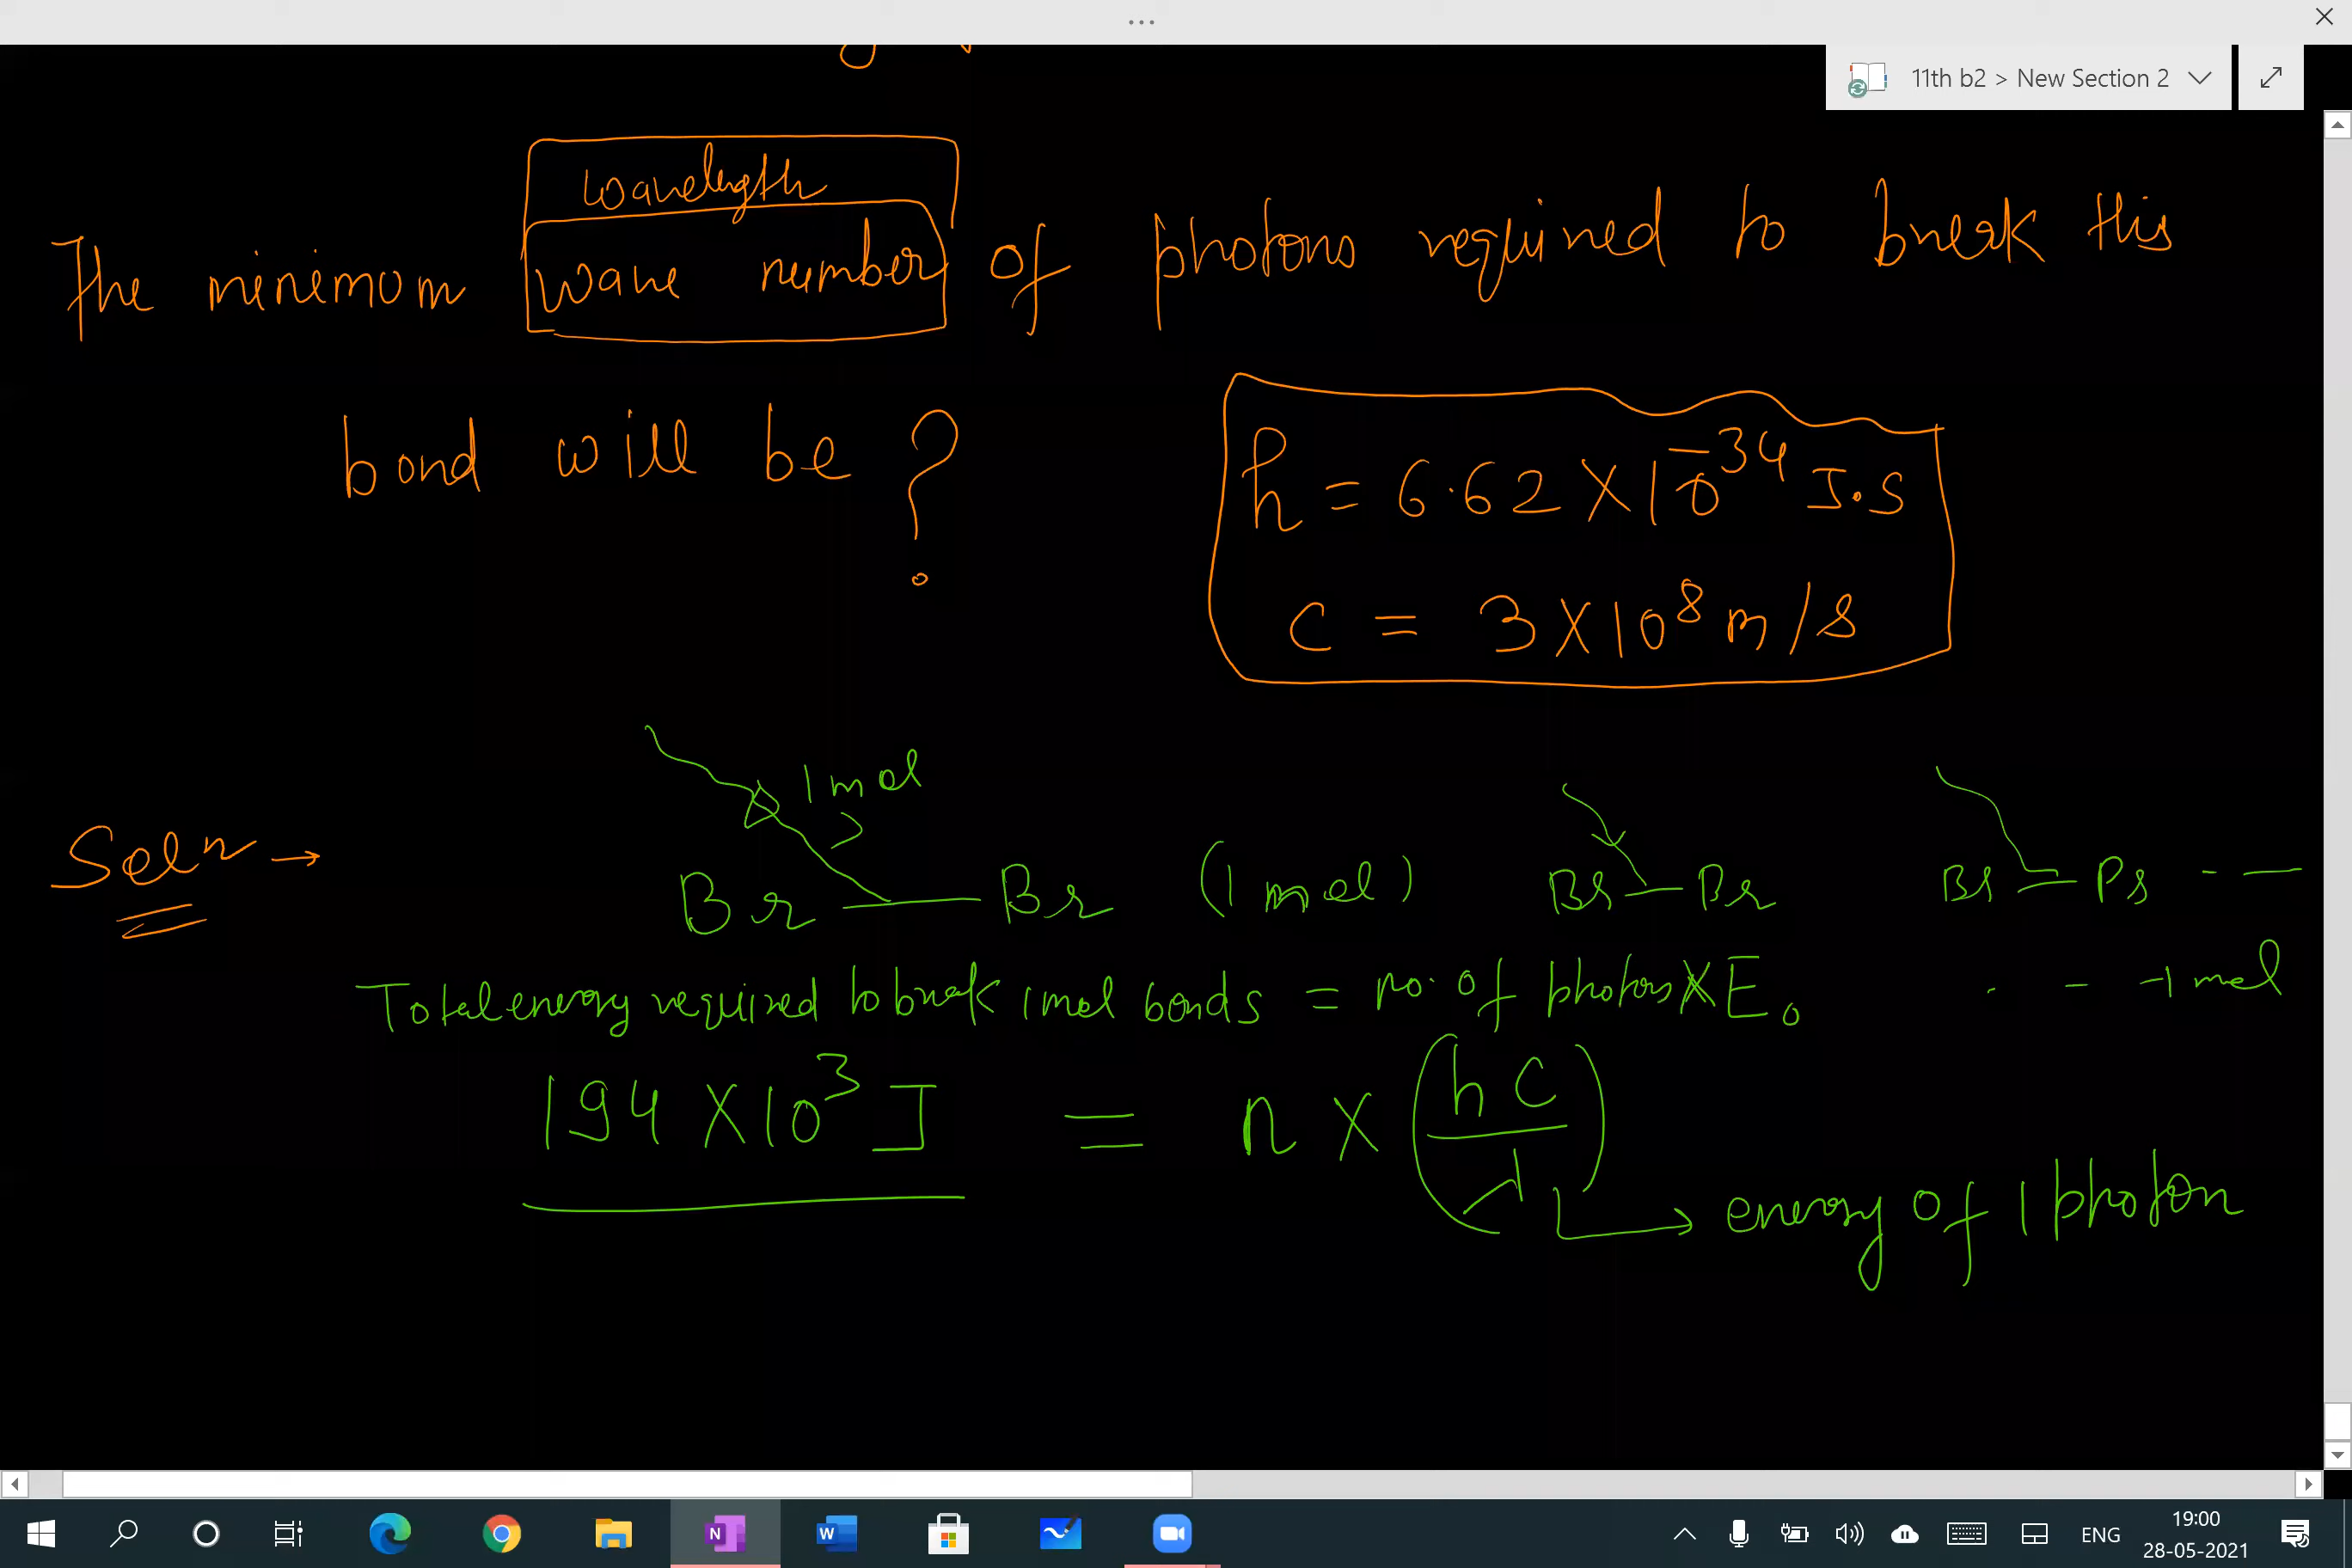 11th b2 > New Section 2
wavelength
The minimum wave number of photons required to break this
bond will be ?
h = 6.62 X 10⁻³⁴ J.S
c = 3 X 10⁸ m/s
Soln →
1 mol
Br — Br (1 mol) Br — Br Br — Br - —
Total energy required to break 1 mol bonds = no. of photons X E₀ . - - 1 mol
194 X 10³ J = n X (hc/λ)
→ energy of 1 photon
ENG
19:00
28-05-2021